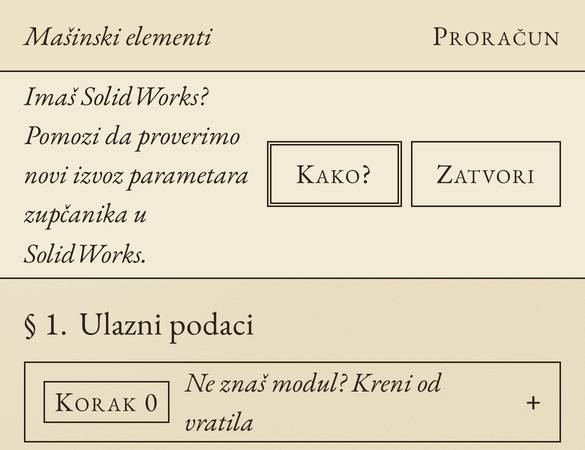 Mašinski elementi
Proračun
Imaš SolidWorks?
Pomozi da proverimo
novi izvoz parametara
zupčanika u
SolidWorks.
Kako?
Zatvori
§ 1. Ulazni podaci
Korak 0
Ne znaš modul? Kreni od
vratila
+